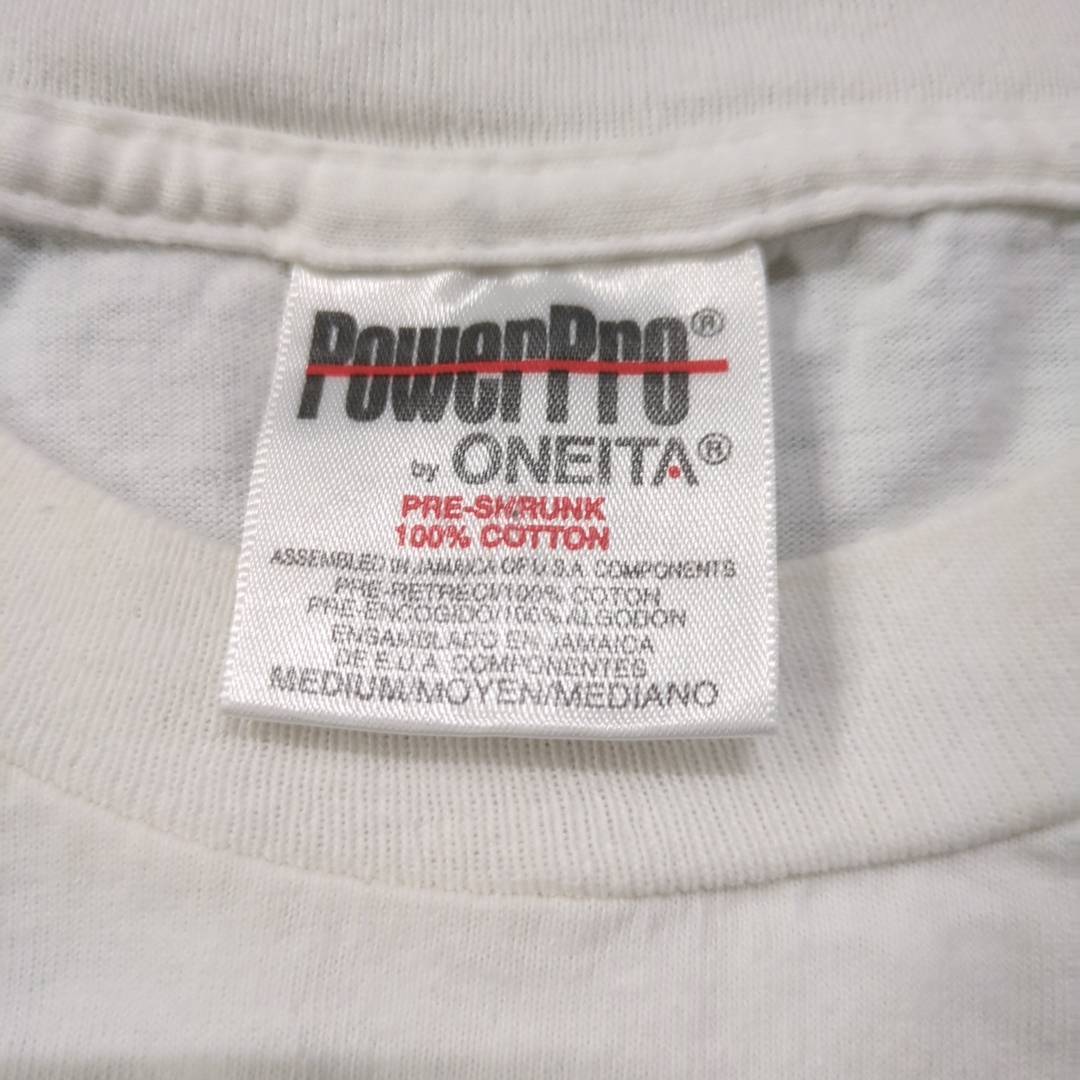 PowerPro®
by ONEITA®
PRE-SHRUNK
100% COTTON
ASSEMBLED IN JAMAICA OF U.S.A. COMPONENTS
PRE-RETRECI/100% COTON
PRE-ENCOGIDO/100% ALGODON
ENSAMBLADO EN JAMAICA
DE E.U.A. COMPONENTES
MEDIUM/MOYEN/MEDIANO